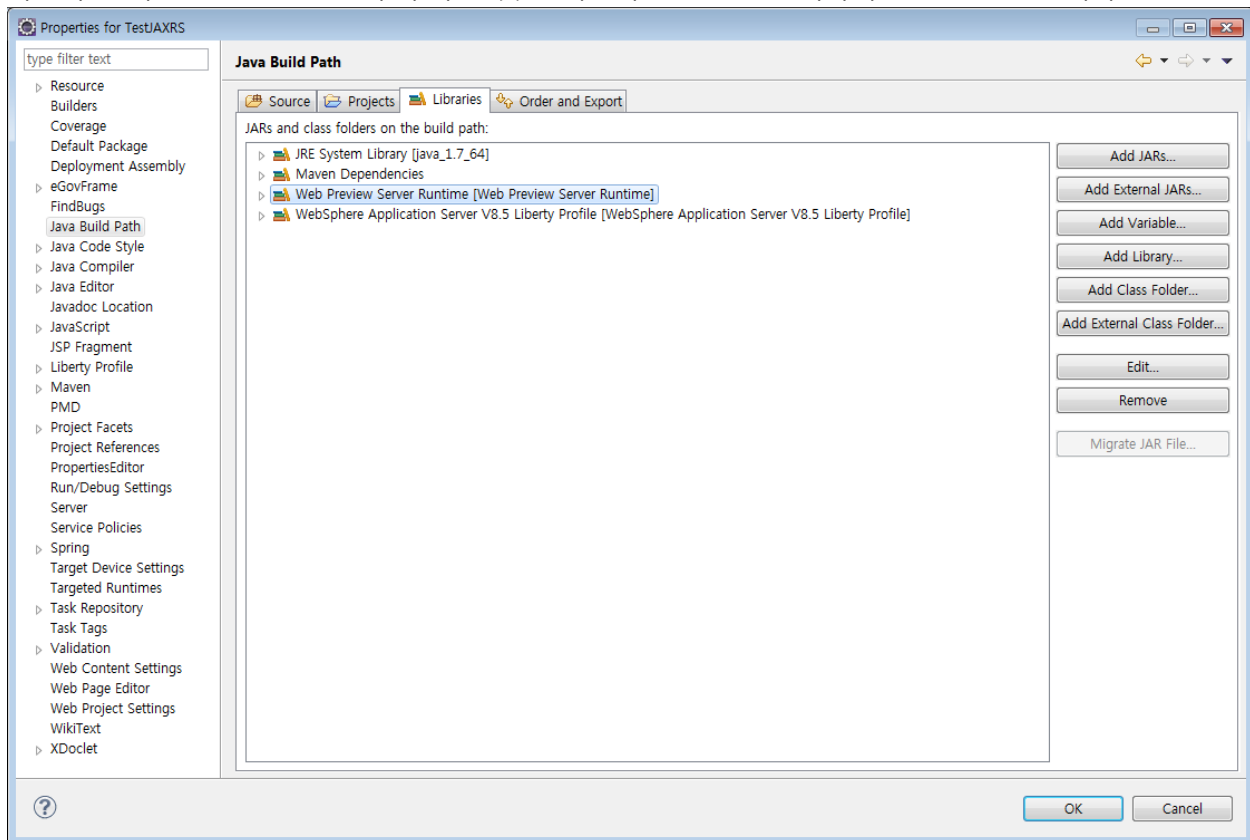 Properties for TestJAXRS
type filter text
Resource
Builders
Coverage
Default Package
Deployment Assembly
eGovFrame
FindBugs
Java Build Path
Java Code Style
Java Compiler
Java Editor
Javadoc Location
JavaScript
JSP Fragment
Liberty Profile
Maven
PMD
Project Facets
Project References
PropertiesEditor
Run/Debug Settings
Server
Service Policies
Spring
Target Device Settings
Targeted Runtimes
Task Repository
Task Tags
Validation
Web Content Settings
Web Page Editor
Web Project Settings
WikiText
XDoclet
Java Build Path
Source Projects Libraries Order and Export
JARs and class folders on the build path:
JRE System Library [java_1.7_64]
Maven Dependencies
Web Preview Server Runtime [Web Preview Server Runtime]
WebSphere Application Server V8.5 Liberty Profile [WebSphere Application Server V8.5 Liberty Profile]
Add JARs...
Add External JARs...
Add Variable...
Add Library...
Add Class Folder...
Add External Class Folder...
Edit...
Remove
Migrate JAR File...
?
OK Cancel